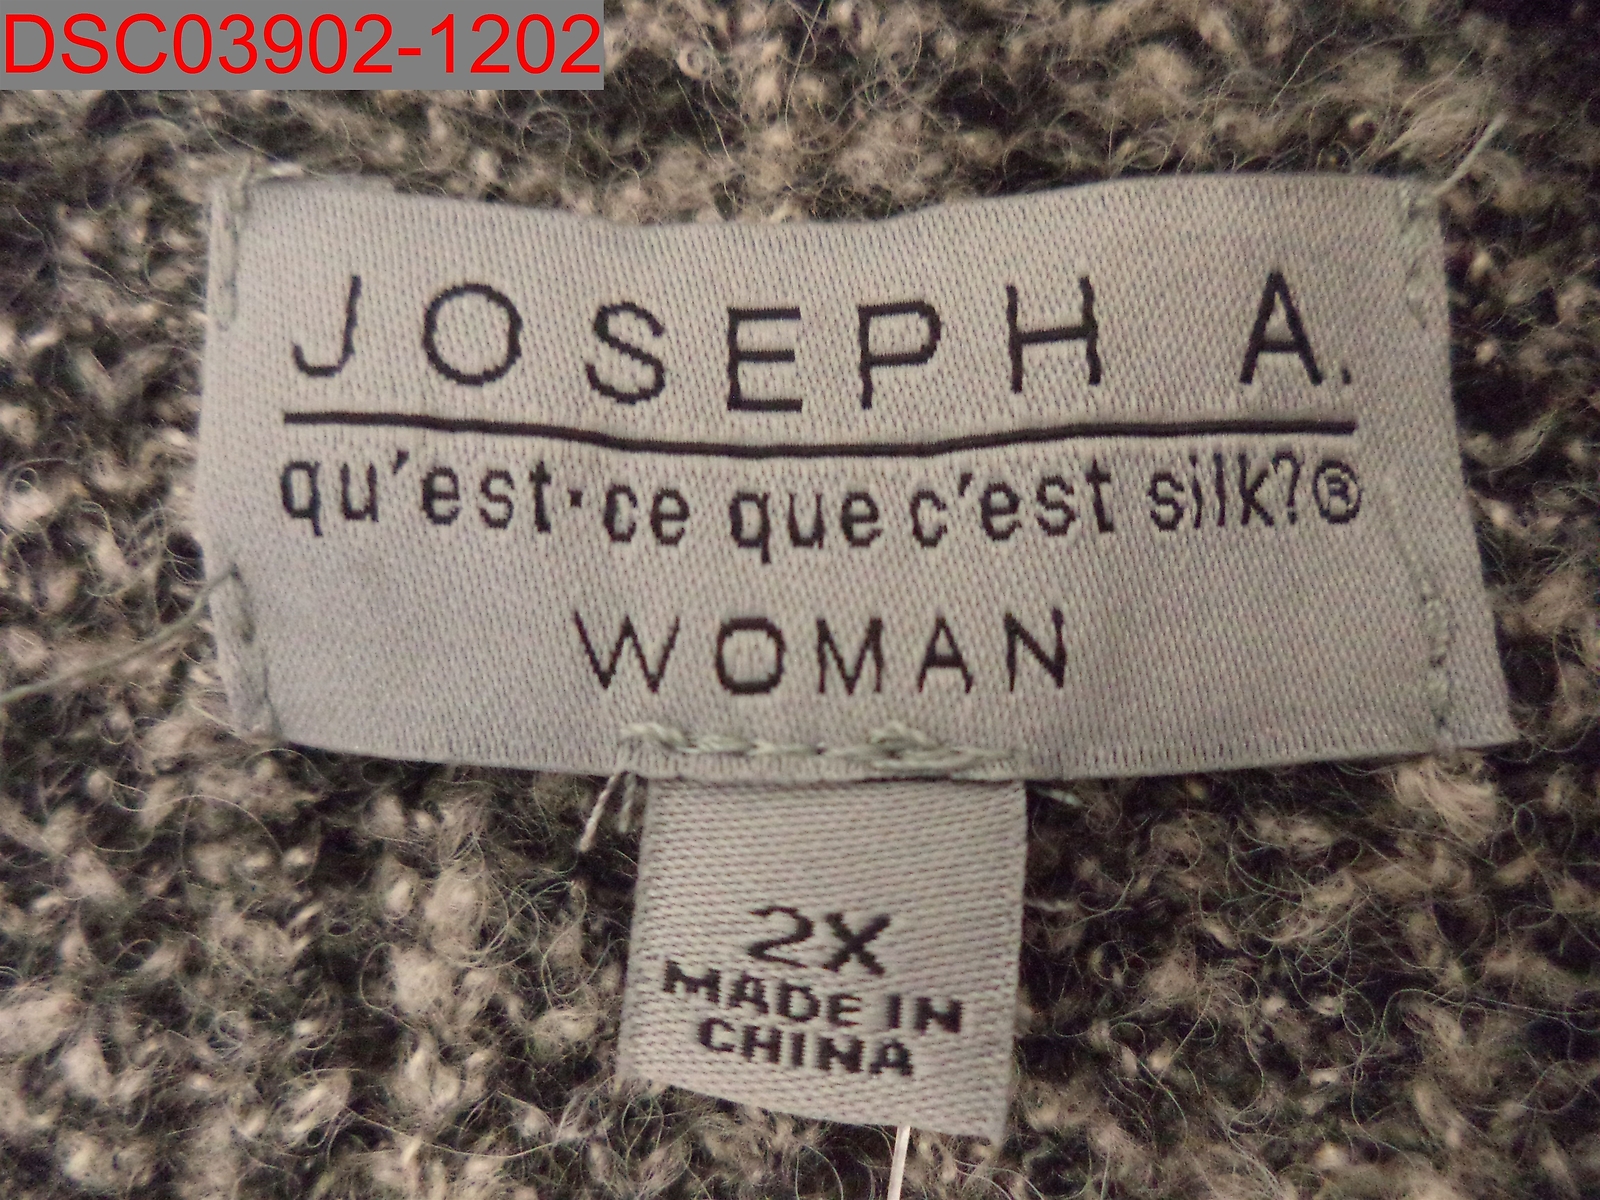 DSC03902-1202
JOSEPH A.
qu'est·ce que c'est silk?®
WOMAN
2X
MADE IN
CHINA